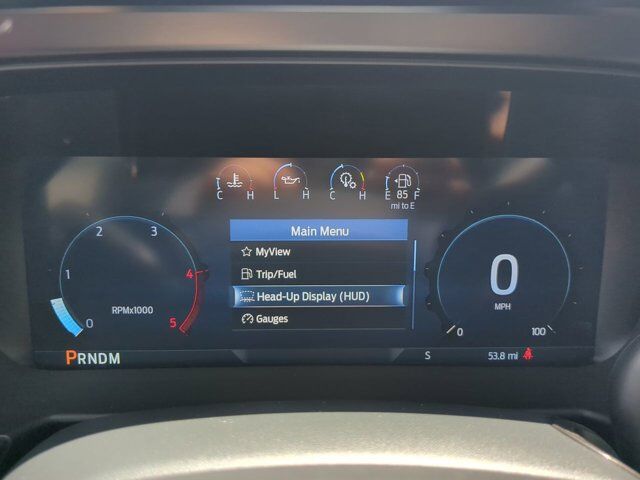 C H L H C H E F
85
mi to E
Main Menu
MyView
Trip/Fuel
Head-Up Display (HUD)
Gauges
0 1 2 3 4 5
RPMx1000
0
MPH
0 100
PRNDM
S
53.8 mi